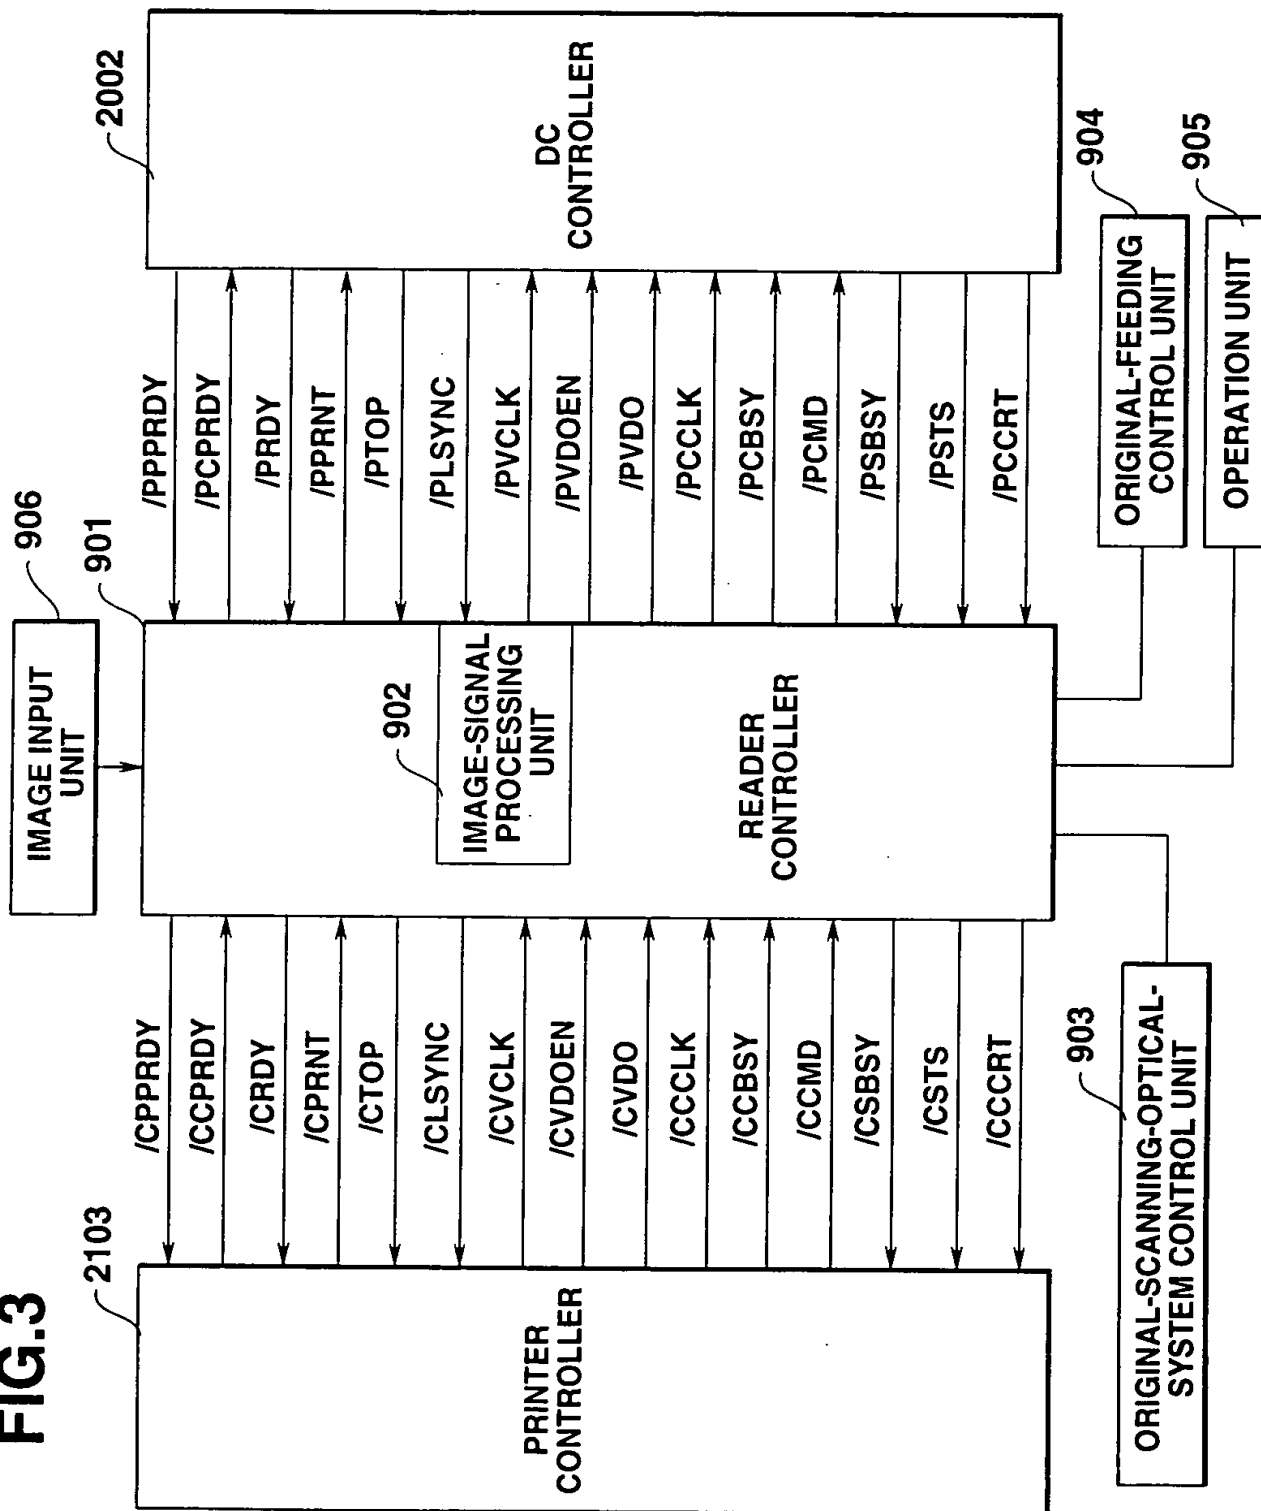 FIG.3
2103
PRINTER
CONTROLLER
/CPPRDY
/CCPRDY
/CRDY
/CPRNT
/CTOP
/CLSYNC
/CVCLK
/CVDOEN
/CVDO
/CCCLK
/CCBSY
/CCMD
/CSBSY
/CSTS
/CCCRT
903
ORIGINAL-SCANNING-OPTICAL-
SYSTEM CONTROL UNIT
IMAGE INPUT
UNIT
906
901
902
IMAGE-SIGNAL
PROCESSING
UNIT
READER
CONTROLLER
/PPPRDY
/PCPRDY
/PRDY
/PPRNT
/PTOP
/PLSYNC
/PVCLK
/PVDOEN
/PVDO
/PCCLK
/PCBSY
/PCMD
/PSBSY
/PSTS
/PCCRT
2002
DC
CONTROLLER
904
ORIGINAL-FEEDING
CONTROL UNIT
905
OPERATION UNIT